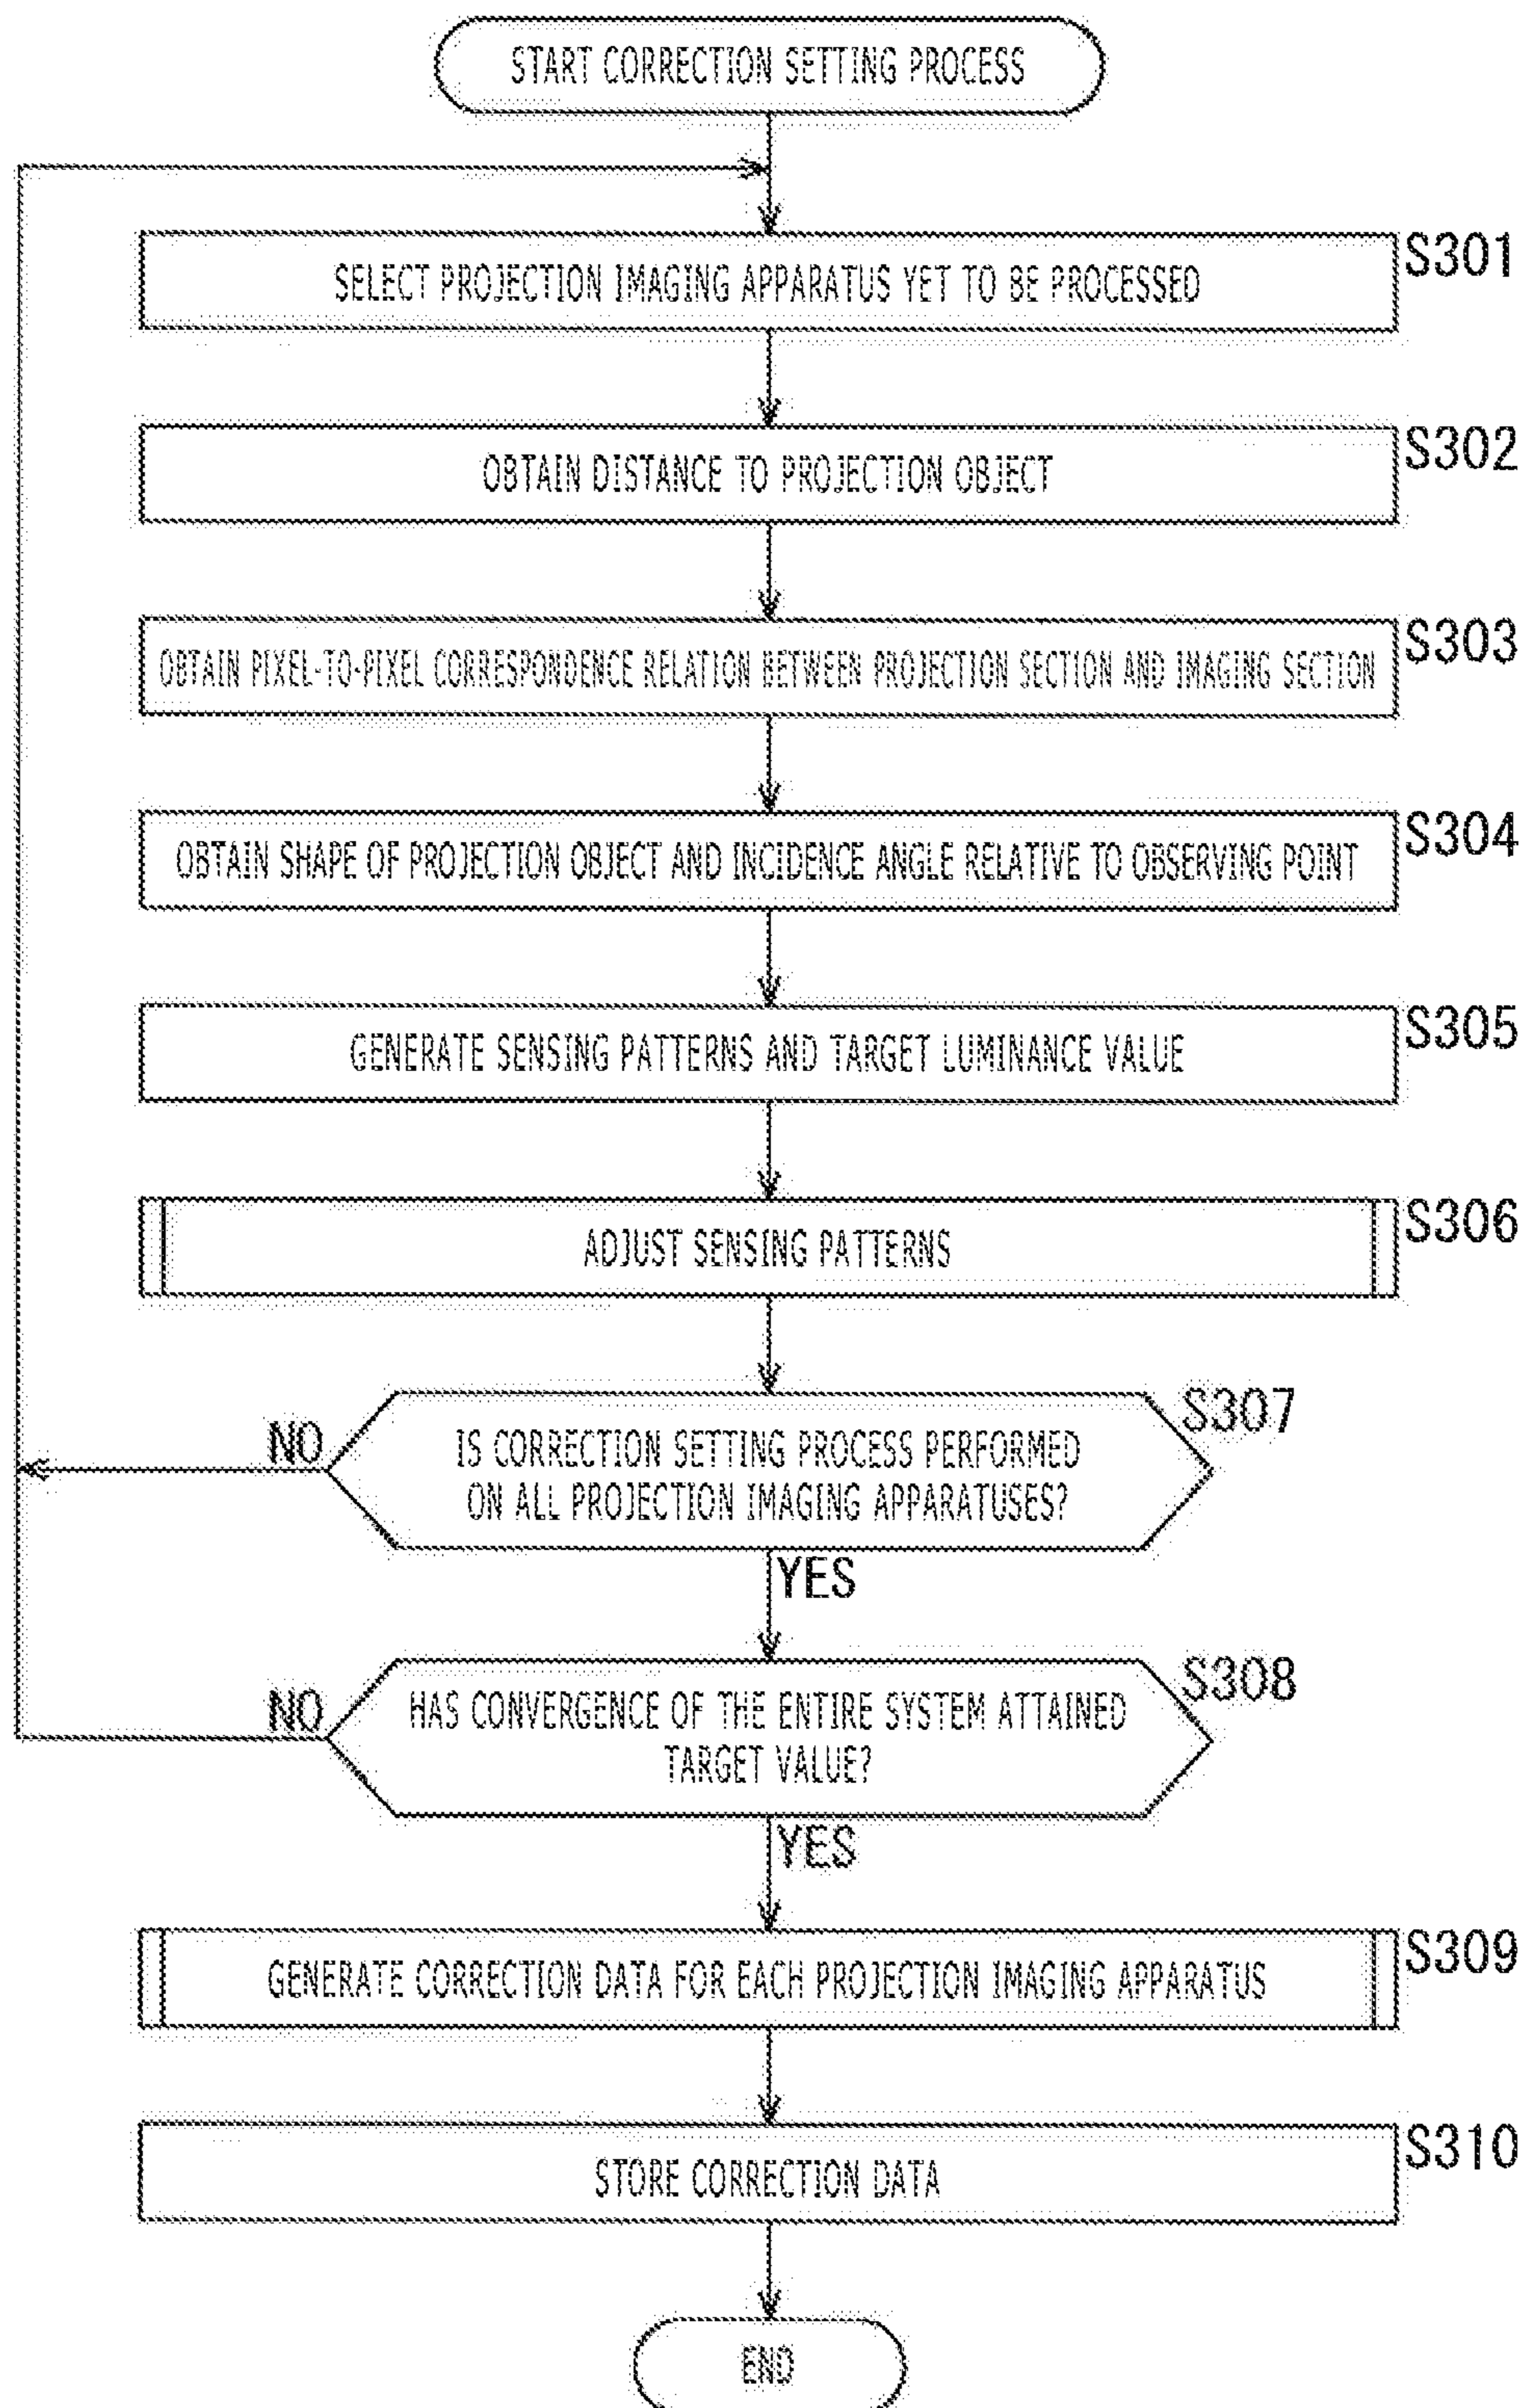 START CORRECTION SETTING PROCESS
S301
SELECT PROJECTION IMAGING APPARATUS YET TO BE PROCESSED
S302
OBTAIN DISTANCE TO PROJECTION OBJECT
S303
OBTAIN PIXEL-TO-PIXEL CORRESPONDENCE RELATION BETWEEN PROJECTION SECTION AND IMAGING SECTION
S304
OBTAIN SHAPE OF PROJECTION OBJECT AND INCIDENCE ANGLE RELATIVE TO OBSERVING POINT
S305
GENERATE SENSING PATTERNS AND TARGET LUMINANCE VALUE
S306
ADJUST SENSING PATTERNS
S307
NO
IS CORRECTION SETTING PROCESS PERFORMED
ON ALL PROJECTION IMAGING APPARATUSES?
YES
S308
NO
HAS CONVERGENCE OF THE ENTIRE SYSTEM ATTAINED
TARGET VALUE?
YES
S309
GENERATE CORRECTION DATA FOR EACH PROJECTION IMAGING APPARATUS
S310
STORE CORRECTION DATA
END